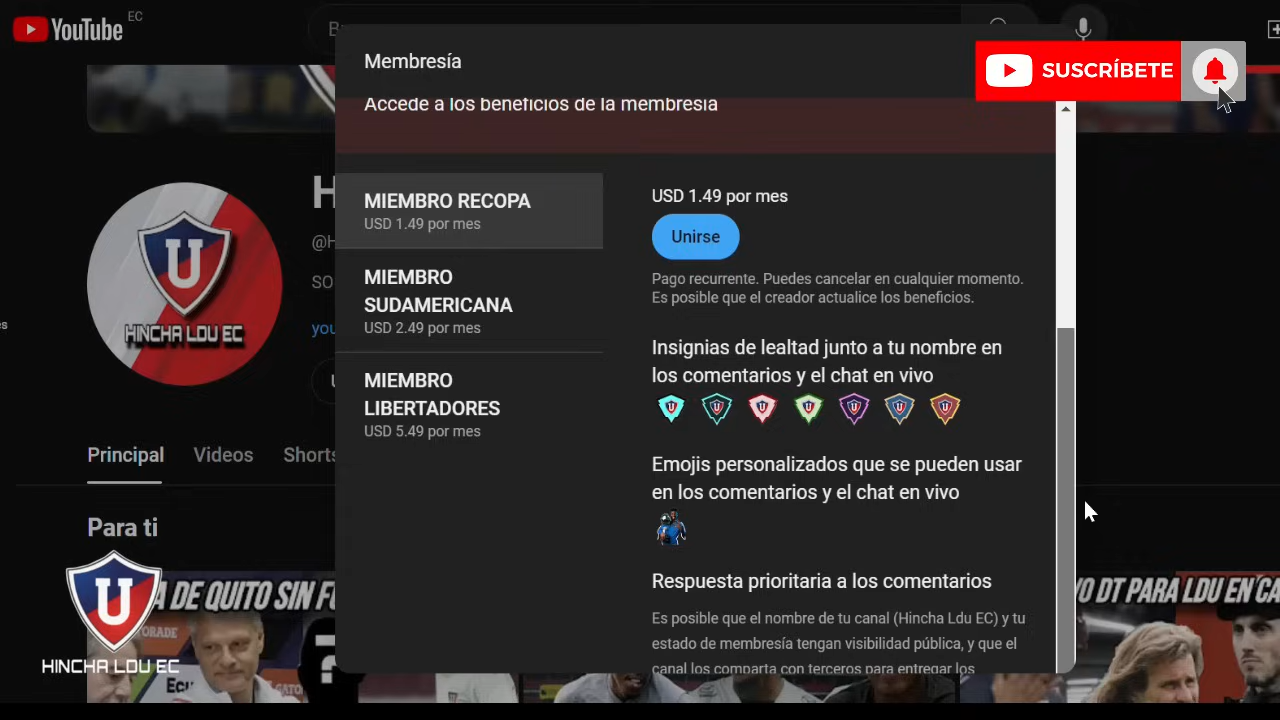 YouTube EC
Membresía
SUSCRÍBETE
Accede a los beneficios de la membresía
MIEMBRO RECOPA
USD 1.49 por mes
MIEMBRO
SUDAMERICANA
USD 2.49 por mes
MIEMBRO
LIBERTADORES
USD 5.49 por mes
USD 1.49 por mes
Unirse
Pago recurrente. Puedes cancelar en cualquier momento.
Es posible que el creador actualice los beneficios.
Insignias de lealtad junto a tu nombre en
los comentarios y el chat en vivo
Emojis personalizados que se pueden usar
en los comentarios y el chat en vivo
Respuesta prioritaria a los comentarios
Es posible que el nombre de tu canal (Hincha Ldu EC) y tu
estado de membresía tengan visibilidad pública, y que el
canal los comparta con terceros para entregar los
U
HINCHA LDU EC
H
@H
SO
you
Principal
Videos
Shorts
Para ti
DE QUITO SIN
DT PARA LDU EN CA
U
HINCHA LDU EC